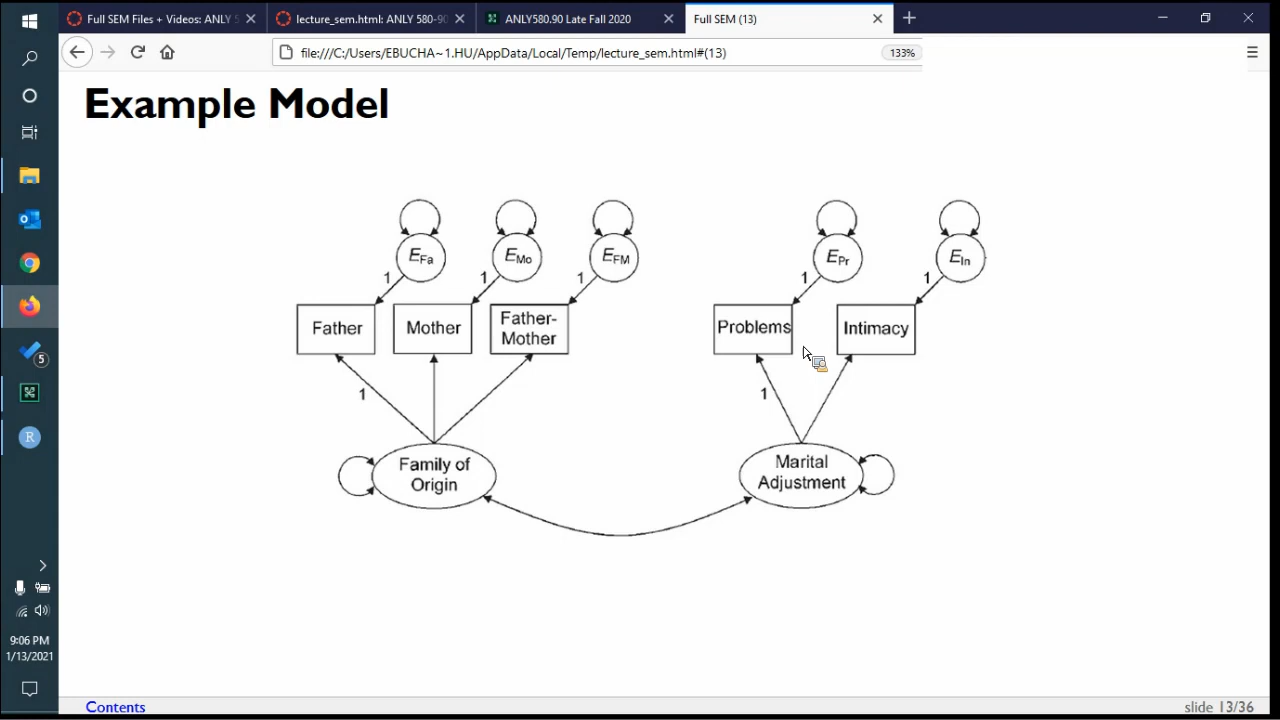 Full SEM Files + Videos: ANLY 5
lecture_sem.html: ANLY 580-90
ANLY580.90 Late Fall 2020
Full SEM (13)
file:///C:/Users/EBUCHA~1.HU/AppData/Local/Temp/lecture_sem.html#(13)
133%
Example Model
EFa
EMo
EFM
EPr
EIn
1
1
1
1
1
Father
Mother
Father-
Mother
Problems
Intimacy
1
1
Family of
Origin
Marital
Adjustment
5
R
9:06 PM
1/13/2021
Contents
slide 13/36